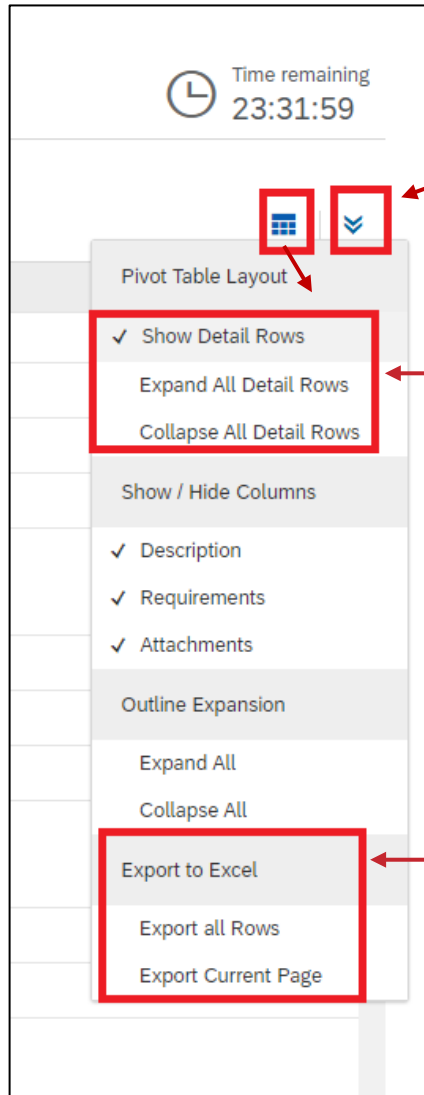 Time remaining
23:31:59
Pivot Table Layout
✓ Show Detail Rows
Expand All Detail Rows
Collapse All Detail Rows
Show / Hide Columns
✓ Description
✓ Requirements
✓ Attachments
Outline Expansion
Expand All
Collapse All
Export to Excel
Export all Rows
Export Current Page